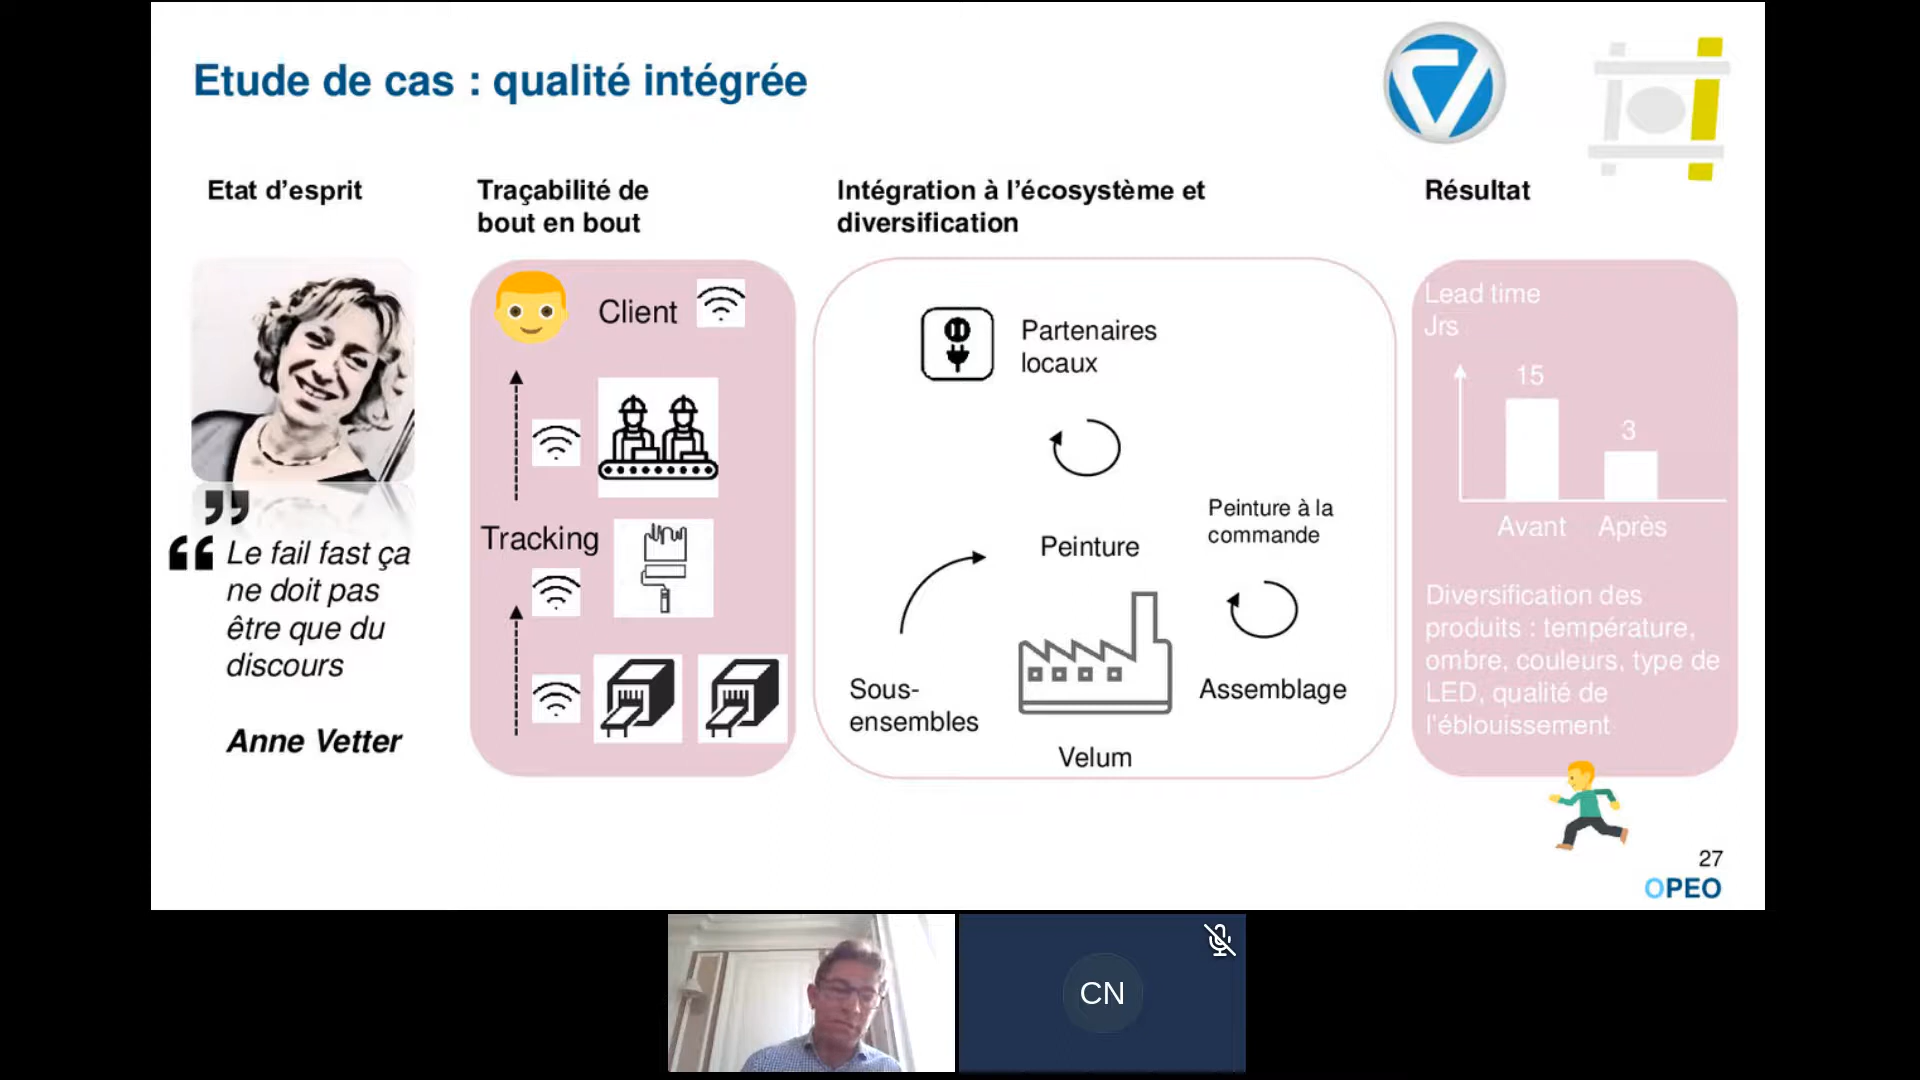 Etude de cas : qualité intégrée
Etat d’esprit
Le fail fast ça
ne doit pas
être que du
discours
Anne Vetter
Traçabilité de
bout en bout
Client
Tracking
Intégration à l’écosystème et
diversification
Partenaires
locaux
Peinture à la
commande
Peinture
Sous-
ensembles
Assemblage
Velum
Résultat
Lead time
Jrs
15
3
Avant Après
Diversification des
produits : température,
ombre, couleurs, type de
LED, qualité de
l’éblouissement
27
OPEO
CN